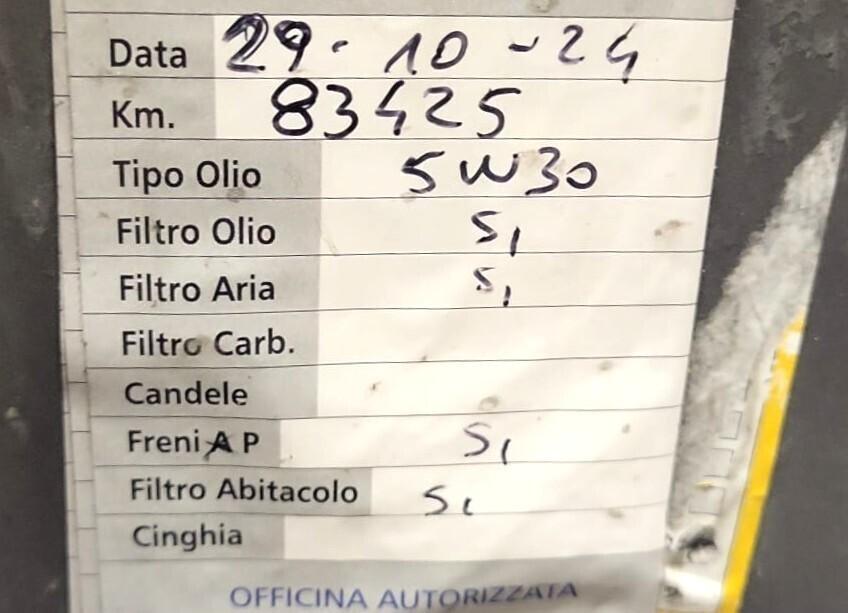 Data 29-10-24
Km. 83425
Tipo Olio 5W30
Filtro Olio Si
Filtro Aria Si
Filtro Carb.
Candele
Freni A P Si
Filtro Abitacolo Si
Cinghia
OFFICINA AUTORIZZATA